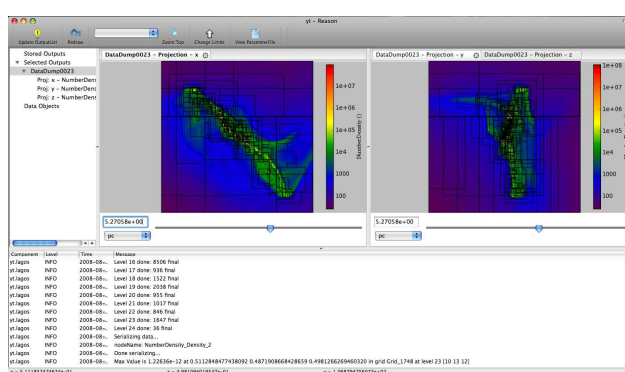 yt – Reason
Update OutputList
Redraw
Zoom Top
Change Limits
View ParameterFile
Stored Outputs
Selected Outputs
DataDump0023
Proj: x – NumberDens
Proj: y – NumberDens
Proj: z – NumberDens
Data Objects
DataDump0023 – Projection – x
1e+07
1e+06
1e+05
1e4
1000
100
NumberDensity ()
5.27058e+00
pc
DataDump0023 – Projection – y
DataDump0023 – Projection – z
1e+08
1e+07
1e+06
1e+05
1e4
1000
100
5.27058e+00
pc
Component Level Time Message
yt.lagos INFO 2008-08-... Level 16 done: 8506 final
yt.lagos INFO 2008-08-... Level 17 done: 936 final
yt.lagos INFO 2008-08-... Level 18 done: 1522 final
yt.lagos INFO 2008-08-... Level 19 done: 2038 final
yt.lagos INFO 2008-08-... Level 20 done: 955 final
yt.lagos INFO 2008-08-... Level 21 done: 1017 final
yt.lagos INFO 2008-08-... Level 22 done: 846 final
yt.lagos INFO 2008-08-... Level 23 done: 1647 final
yt.lagos INFO 2008-08-... Level 24 done: 36 final
yt.lagos INFO 2008-08-... Serializing data...
yt.lagos INFO 2008-08-... nodeName: NumberDensity_Density_2
yt.lagos INFO 2008-08-... Done serializing...
yt.lagos INFO 2008-08-... Max Value is 1.22636e-12 at 0.5112848477438092 0.4871908668428659 0.4981266269460320 in grid Grid_1748 at level 23 [10 13 12]